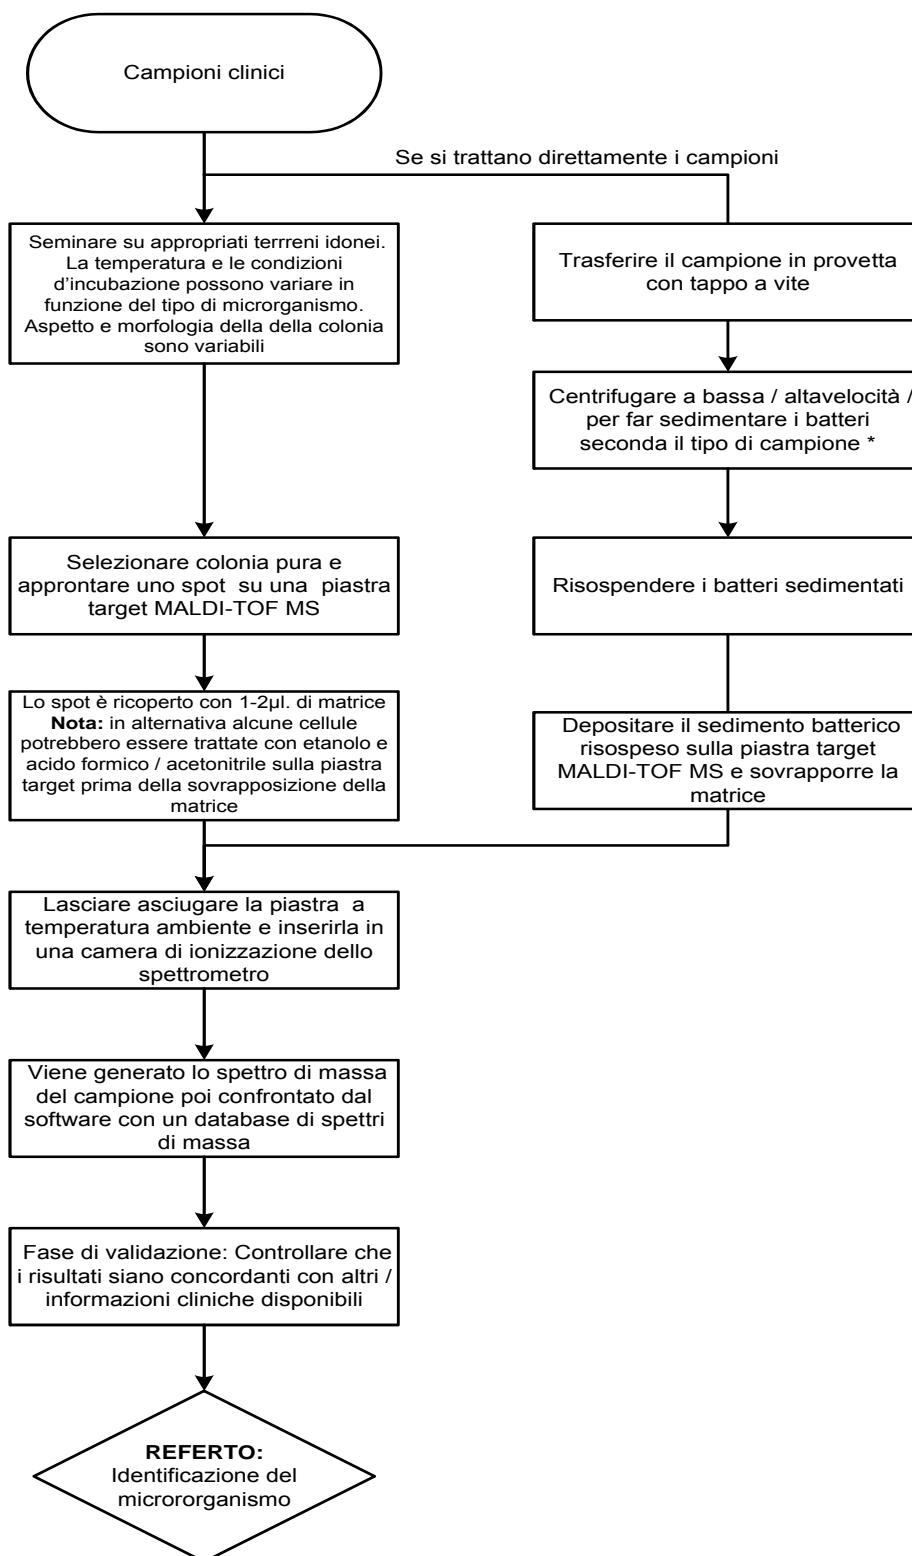 Campioni clinici
Se si trattano direttamente i campioni
Seminare su appropriati terrreni idonei.
La temperatura e le condizioni
d'incubazione possono variare in
funzione del tipo di microrganismo.
Aspetto e morfologia della della colonia
sono variabili
Trasferire il campione in provetta
con tappo a vite
Centrifugare a bassa / altavelocità /
per far sedimentare i batteri
seconda il tipo di campione *
Selezionare colonia pura e
approntare uno spot su una piastra
target MALDI-TOF MS
Risospendere i batteri sedimentati
Lo spot è ricoperto con 1-2µl. di matrice
Nota: in alternativa alcune cellule
potrebbero essere trattate con etanolo e
acido formico / acetonitrile sulla piastra
target prima della sovrapposizione della
matrice
Depositare il sedimento batterico
risospeso sulla piastra target
MALDI-TOF MS e sovrapporre la
matrice
Lasciare asciugare la piastra a
temperatura ambiente e inserirla in
una camera di ionizzazione dello
spettrometro
Viene generato lo spettro di massa
del campione poi confrontato dal
software con un database di spettri
di massa
Fase di validazione: Controllare che
i risultati siano concordanti con altri /
informazioni cliniche disponibili
REFERTO:
Identificazione del
micrororganismo